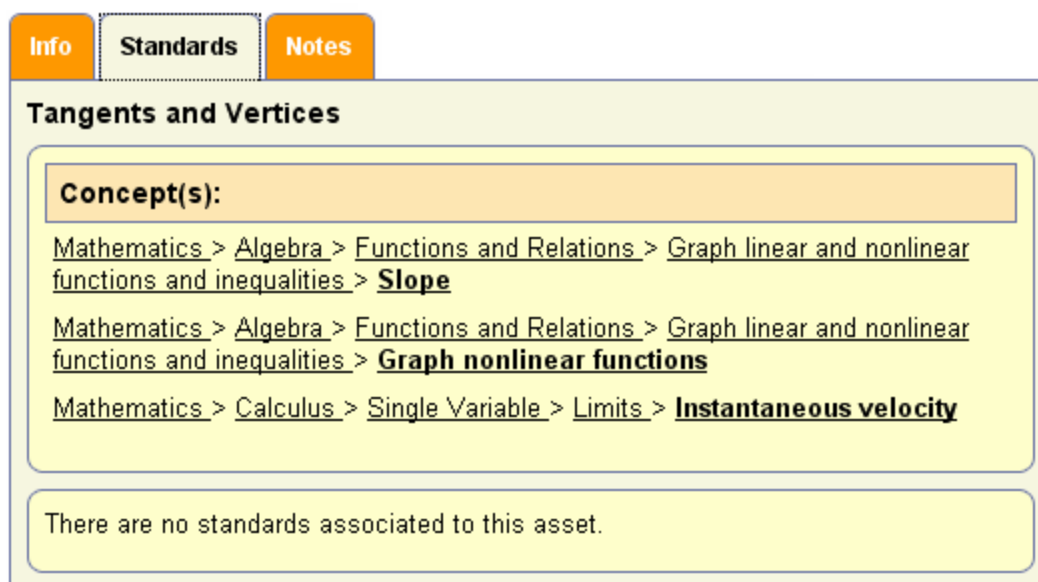 Info Standards Notes
Tangents and Vertices
Concept(s):
Mathematics > Algebra > Functions and Relations > Graph linear and nonlinear
functions and inequalities > Slope
Mathematics > Algebra > Functions and Relations > Graph linear and nonlinear
functions and inequalities > Graph nonlinear functions
Mathematics > Calculus > Single Variable > Limits > Instantaneous velocity
There are no standards associated to this asset.